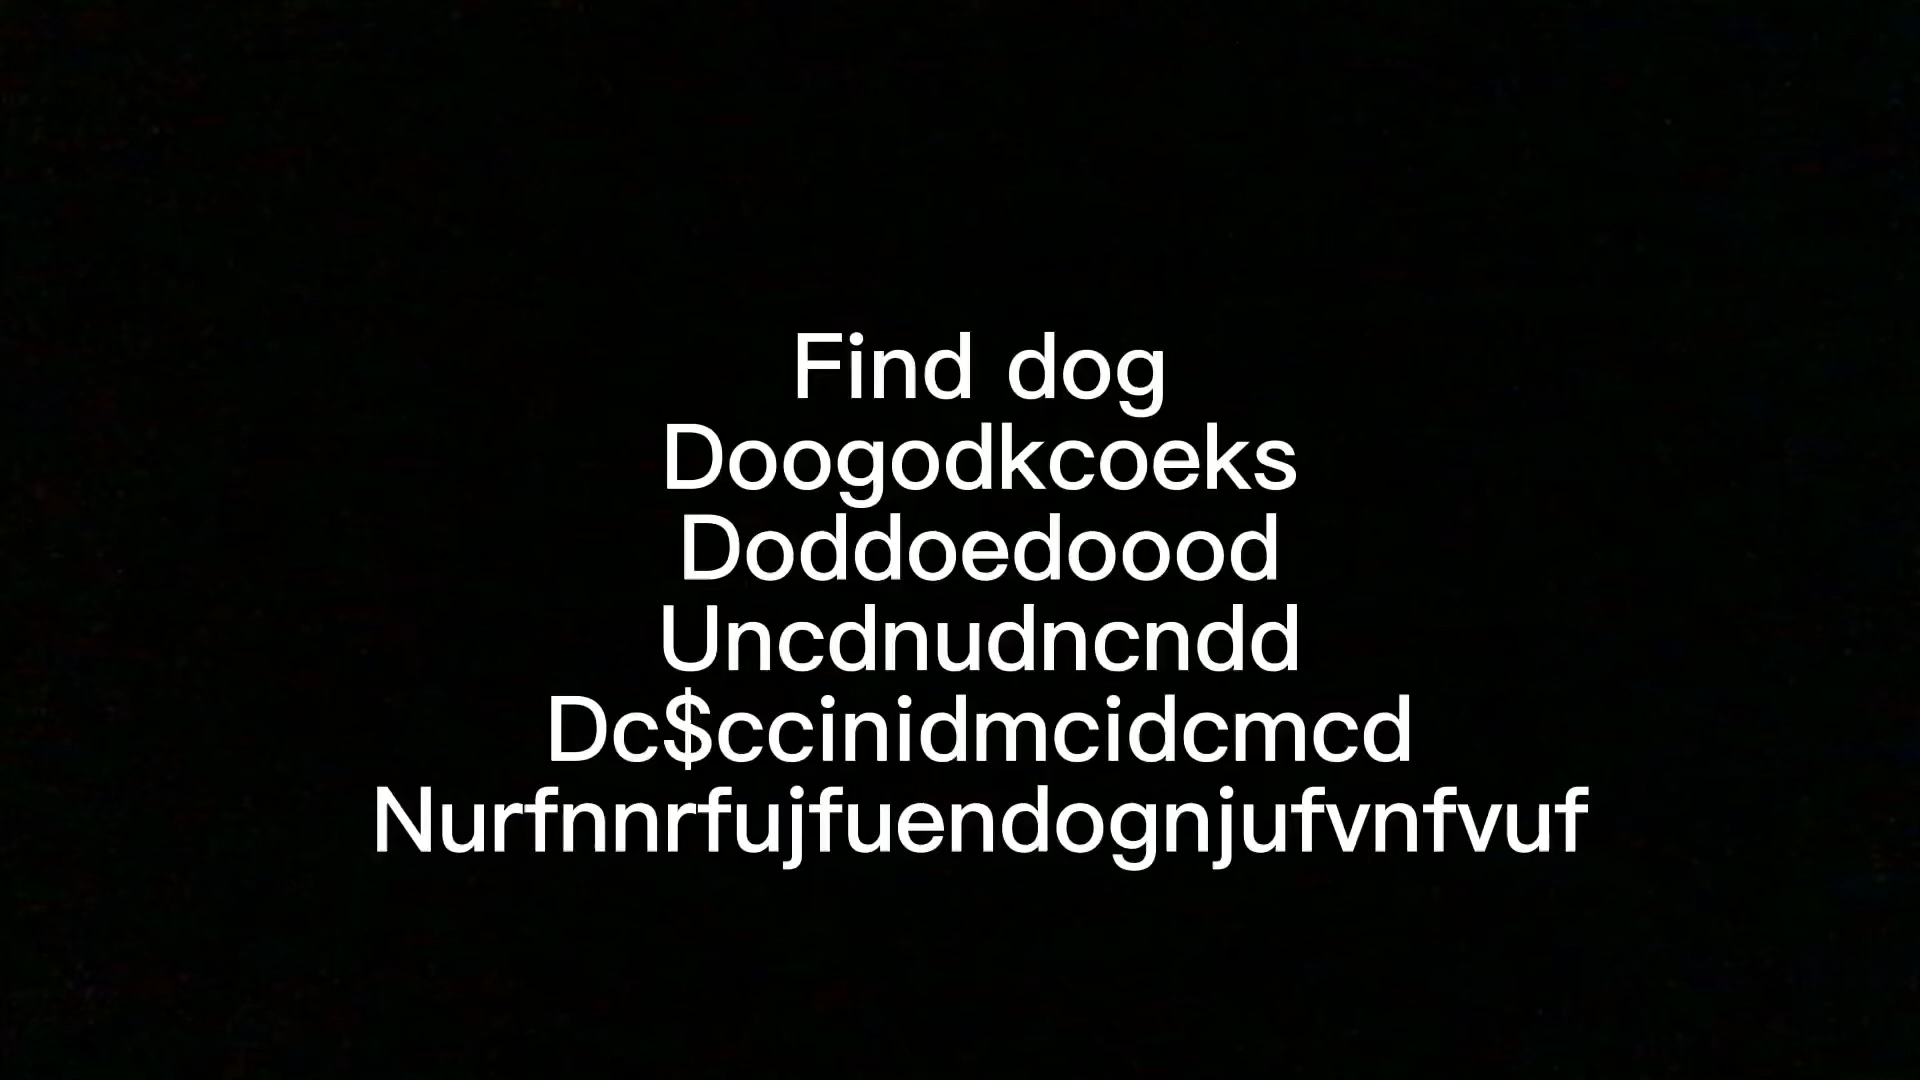 Find dog
Doogodkcoeks
Doddoedoood
Uncdnudncndd
Dc$ccinidmcidcmcd
Nurfnnrfujfuendognjufvnfvuf